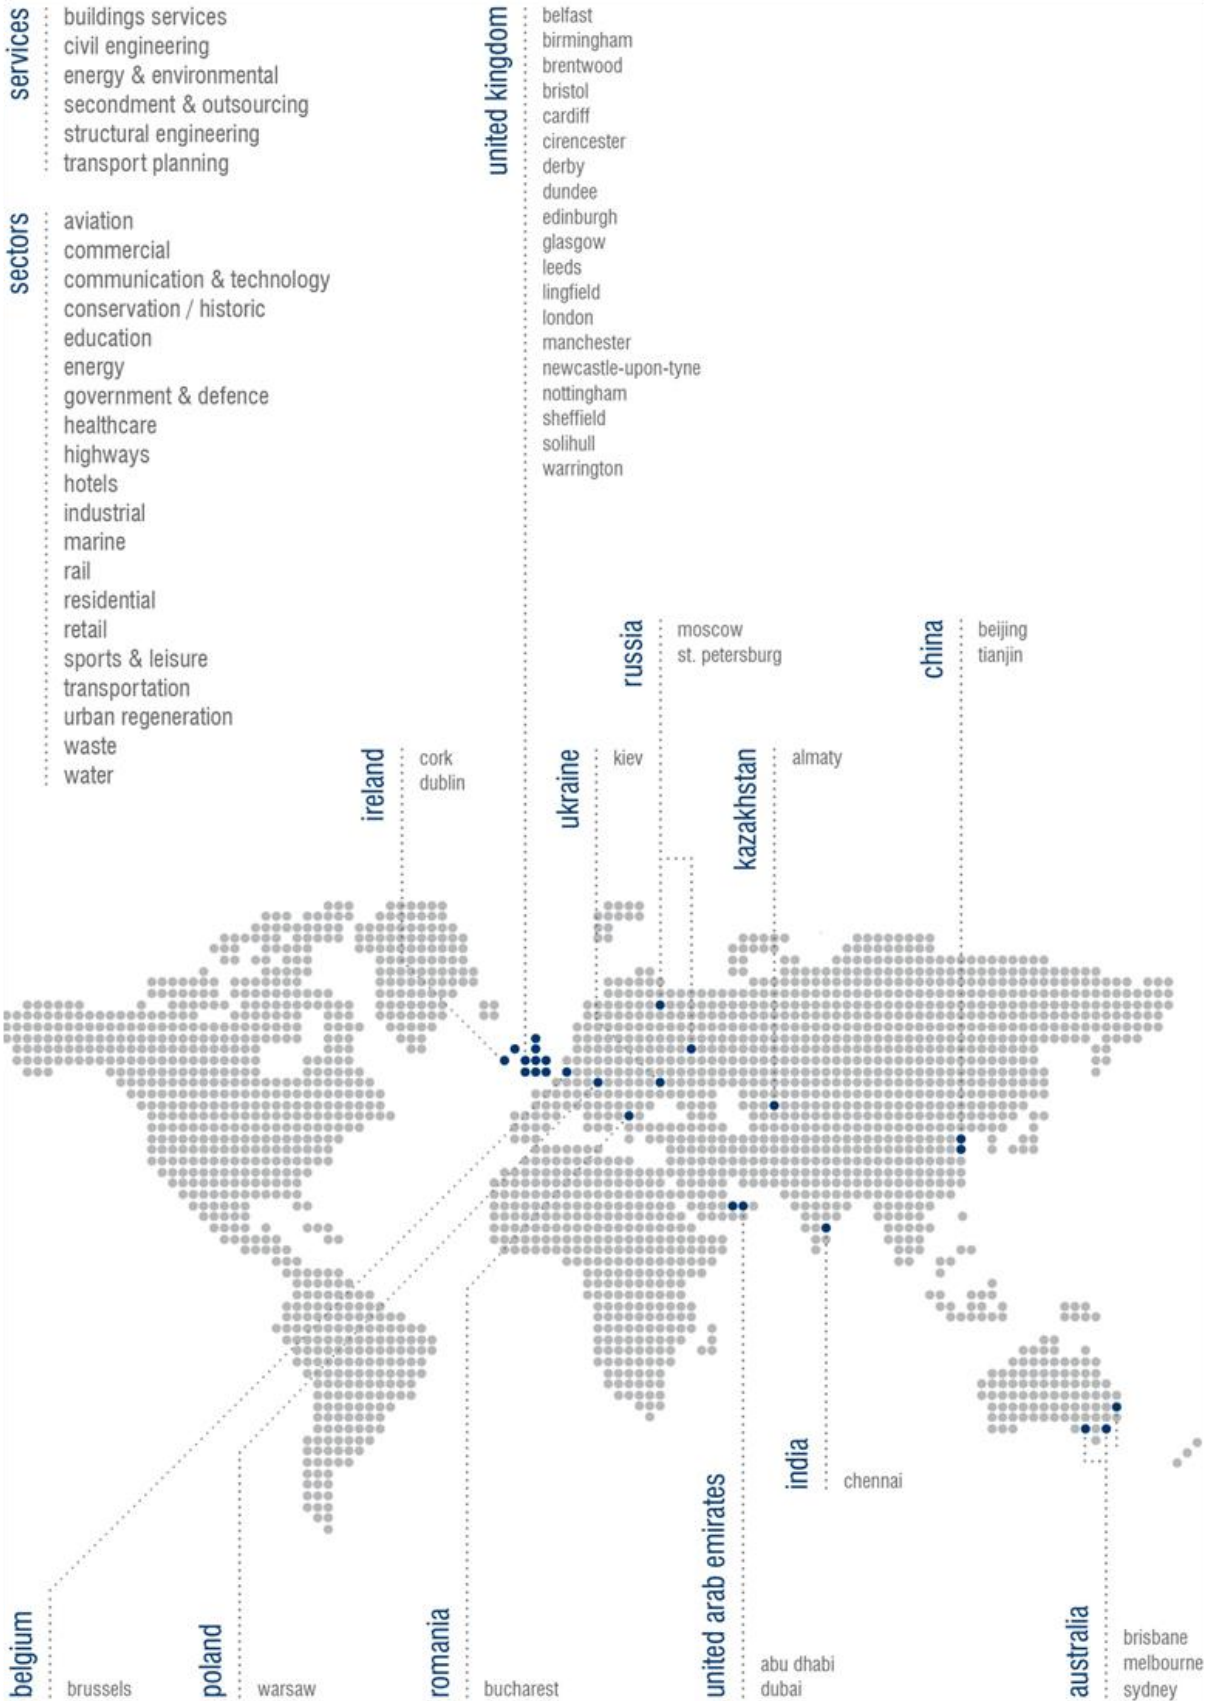 services
buildings services
civil engineering
energy & environmental
secondment & outsourcing
structural engineering
transport planning
sectors
aviation
commercial
communication & technology
conservation / historic
education
energy
government & defence
healthcare
highways
hotels
industrial
marine
rail
residential
retail
sports & leisure
transportation
urban regeneration
waste
water
united kingdom
belfast
birmingham
brentwood
bristol
cardiff
cirencester
derby
dundee
edinburgh
glasgow
leeds
lingfield
london
manchester
newcastle-upon-tyne
nottingham
sheffield
solihull
warrington
russia
moscow
st. petersburg
china
beijing
tianjin
ireland
cork
dublin
ukraine
kiev
kazakhstan
almaty
belgium
brussels
poland
warsaw
romania
bucharest
united arab emirates
abu dhabi
dubai
india
chennai
australia
brisbane
melbourne
sydney